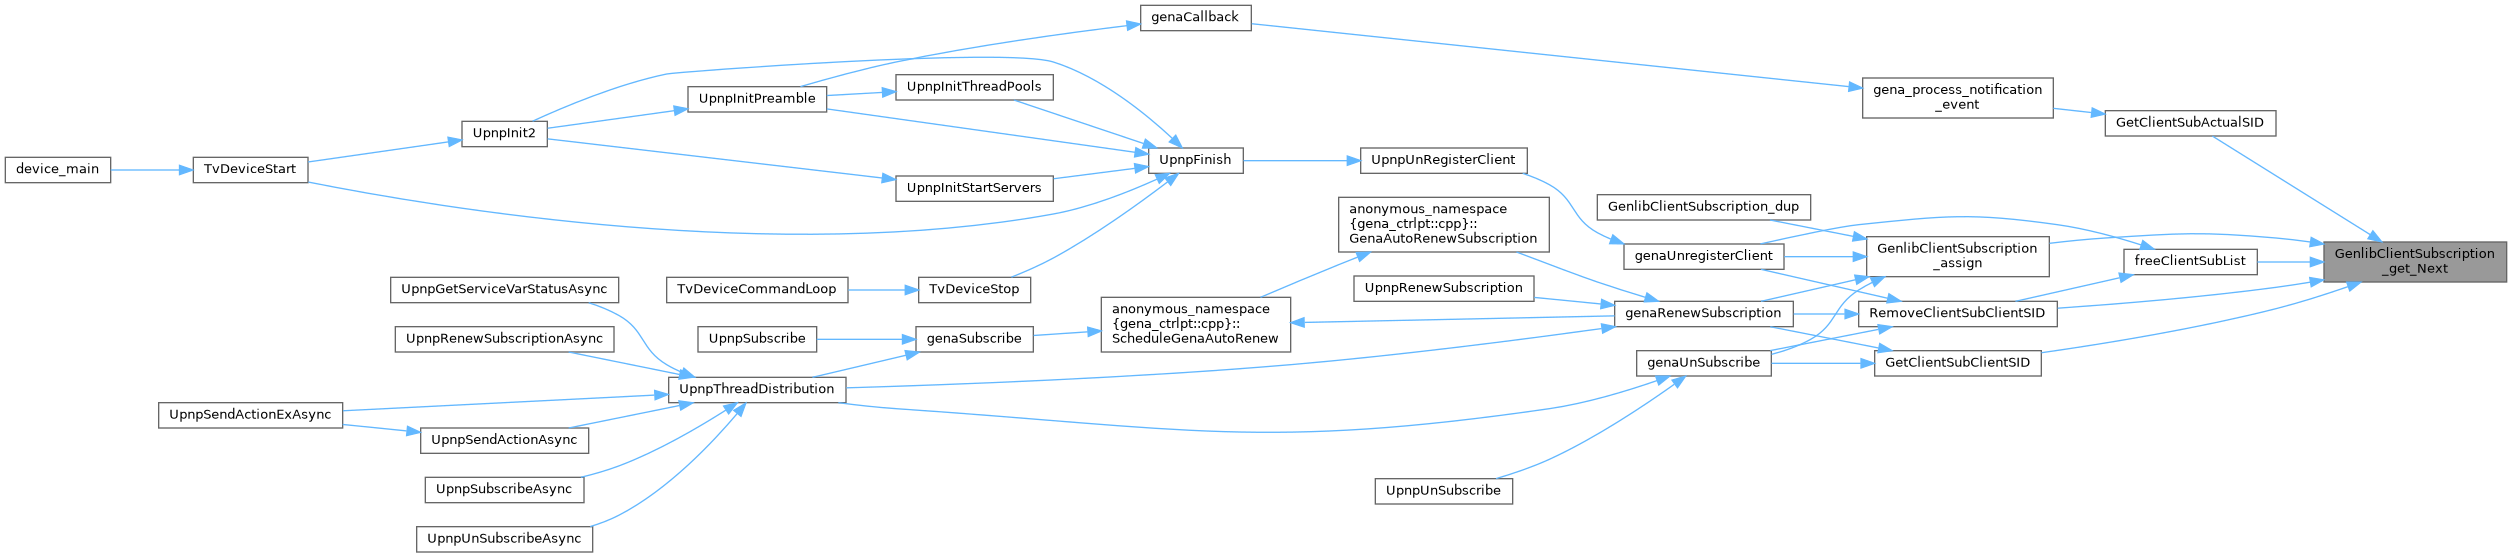 genaCallback
UpnpInitThreadPools
gena_process_notification
_event
UpnpInitPreamble
GetClientSubActualSID
UpnpInit2
UpnpFinish
UpnpUnRegisterClient
device_main
TvDeviceStart
UpnpInitStartServers
GenlibClientSubscription_dup
anonymous_namespace
{gena_ctrlpt::cpp}::
GenaAutoRenewSubscription
genaUnregisterClient
GenlibClientSubscription
_assign
freeClientSubList
GenlibClientSubscription
_get_Next
UpnpGetServiceVarStatusAsync
TvDeviceCommandLoop
TvDeviceStop
UpnpRenewSubscription
anonymous_namespace
{gena_ctrlpt::cpp}::
ScheduleGenaAutoRenew
genaRenewSubscription
RemoveClientSubClientSID
UpnpRenewSubscriptionAsync
UpnpSubscribe
genaSubscribe
genaUnSubscribe
GetClientSubClientSID
UpnpThreadDistribution
UpnpSendActionExAsync
UpnpSendActionAsync
UpnpSubscribeAsync
UpnpUnSubscribe
UpnpUnSubscribeAsync